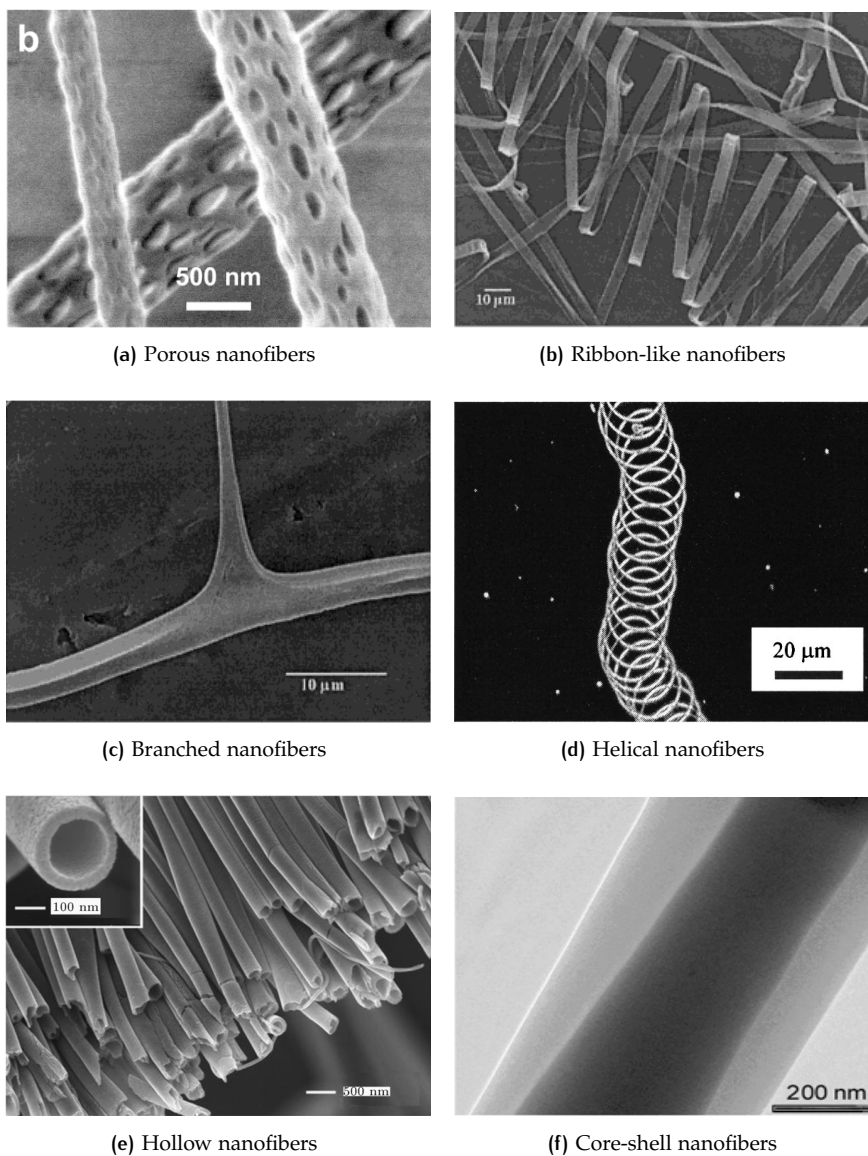 b
500 nm
10 μm
(a) Porous nanofibers
(b) Ribbon-like nanofibers
10 μm
20 μm
(c) Branched nanofibers
(d) Helical nanofibers
100 nm
500 nm
200 nm
(e) Hollow nanofibers
(f) Core-shell nanofibers